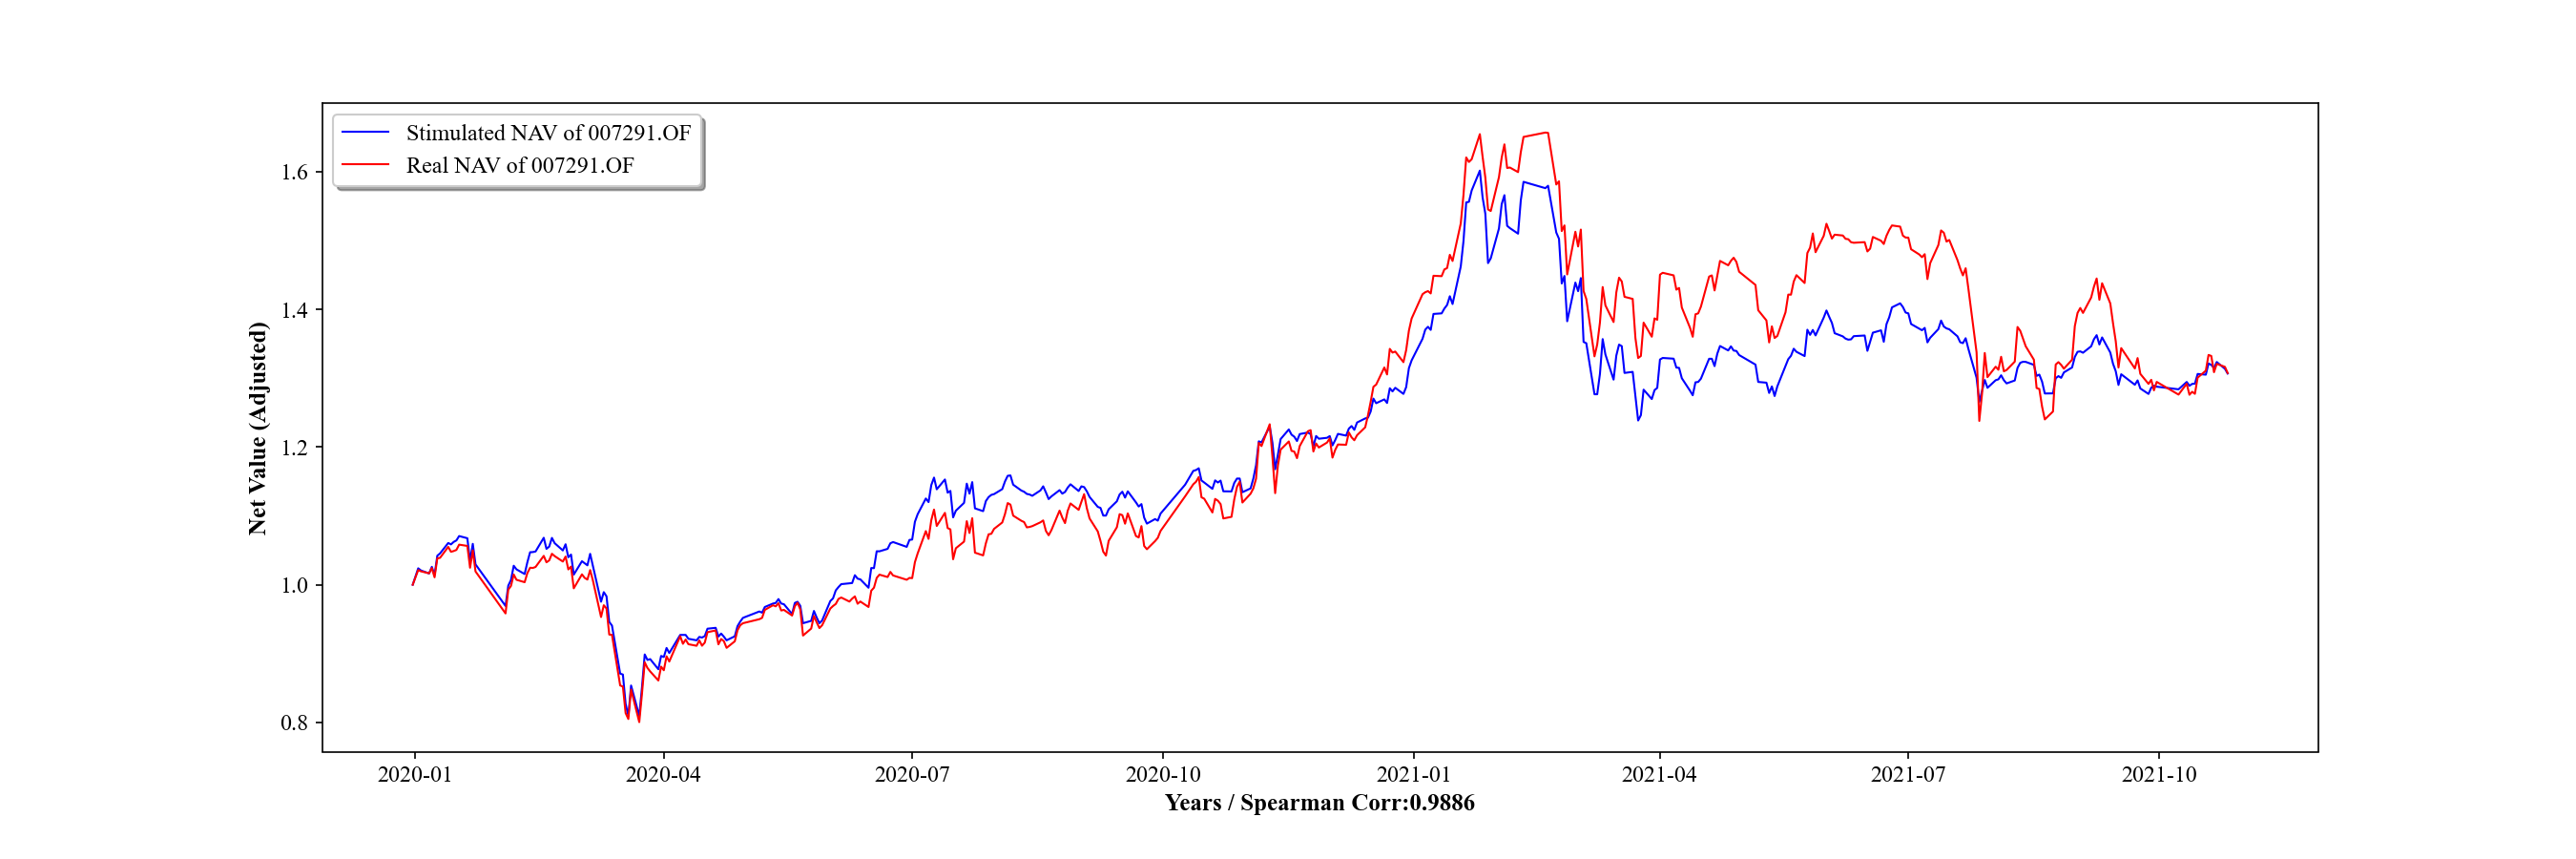 Stimulated NAV of 007291.OF
Real NAV of 007291.OF
Net Value (Adjusted)
1.6
1.4
1.2
1.0
0.8
2020-01 2020-04 2020-07 2020-10 2021-01 2021-04 2021-07 2021-10
Years / Spearman Corr:0.9886